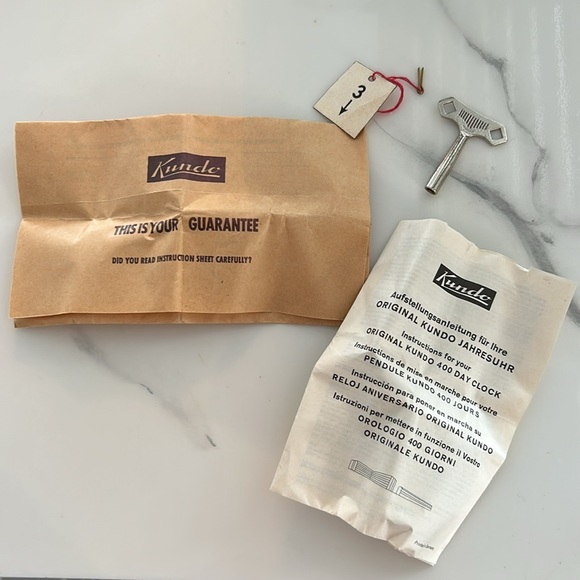 Kundo
THIS IS YOUR GUARANTEE
DID YOU READ INSTRUCTION SHEET CAREFULLY?
3
Kundo
Aufstellungsanleitung für Ihre
ORIGINAL KUNDO JAHRESUHR
Instructions for your
ORIGINAL KUNDO 400 DAY CLOCK
Instructions de mise en marche pour votre
PENDULE KUNDO 400 JOURS
Instrucción para poner en marcha su
RELOJ ANIVERSARIO ORIGINAL KUNDO
Istruzioni per mettere in funzione il Vostro
OROLOGIO 400 GIORNI
ORIGINALE KUNDO